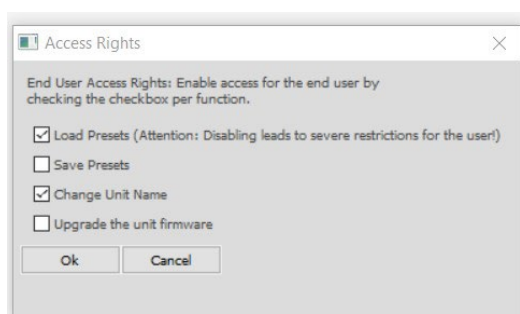 Access Rights
End User Access Rights: Enable access for the end user by
checking the checkbox per function.
Load Presets (Attention: Disabling leads to severe restrictions for the user!)
Save Presets
Change Unit Name
Upgrade the unit firmware
Ok Cancel